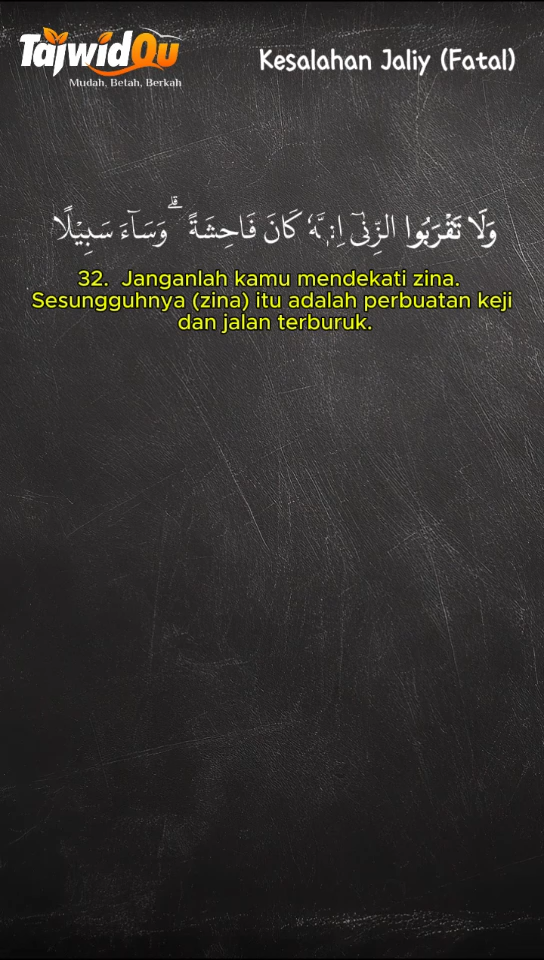 TajwidQu
Mudah, Betah, Berkah
Kesalahan Jaliy (Fatal)
وَلَا تَقْرَبُوا الزِّنٰٓى اِنَّهٗ كَانَ فَاحِشَةً ۗ وَسَاۤءَ سَبِيْلًا
32. Janganlah kamu mendekati zina.
Sesungguhnya (zina) itu adalah perbuatan keji
dan jalan terburuk.